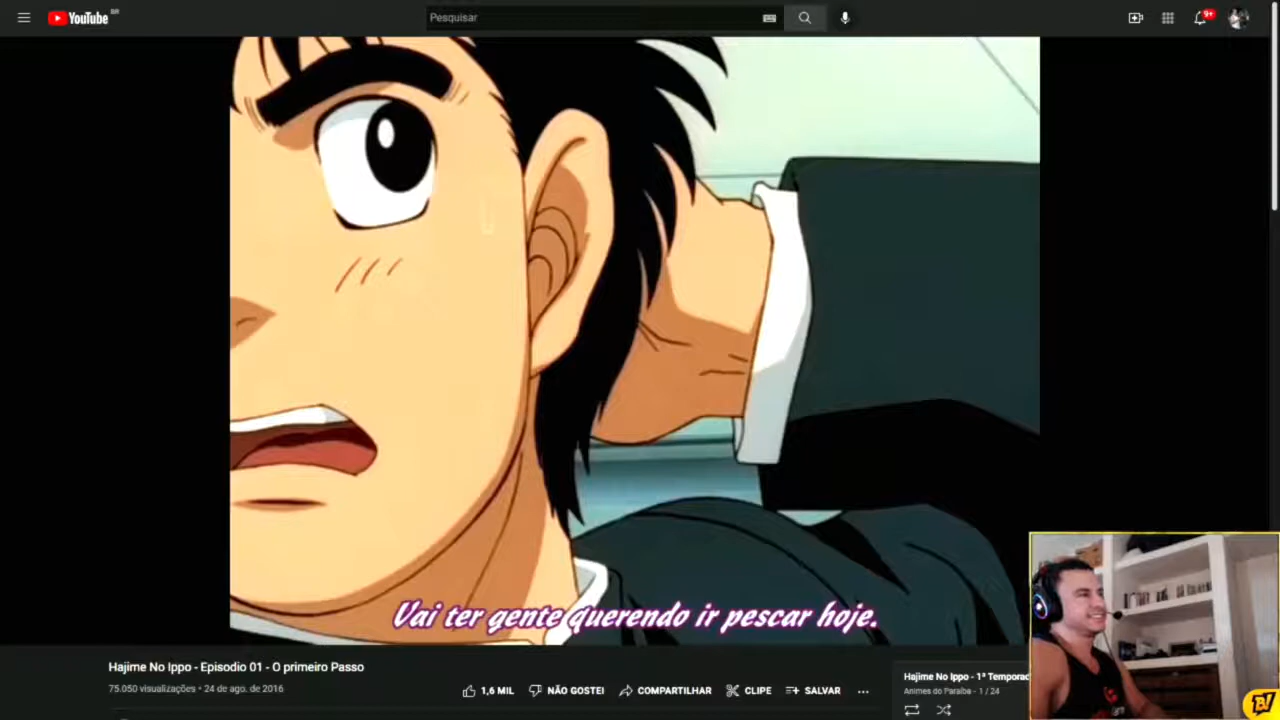 YouTube BR
Pesquisar
9+
Vai ter gente querendo ir pescar hoje.
Hajime No Ippo - Episodio 01 - O primeiro Passo
75.050 visualizações • 24 de ago. de 2016
1,6 MIL
NÃO GOSTEI
COMPARTILHAR
CLIPE
SALVAR
Hajime No Ippo - 1ª Temporad
Animes do Paraíba - 1 / 24